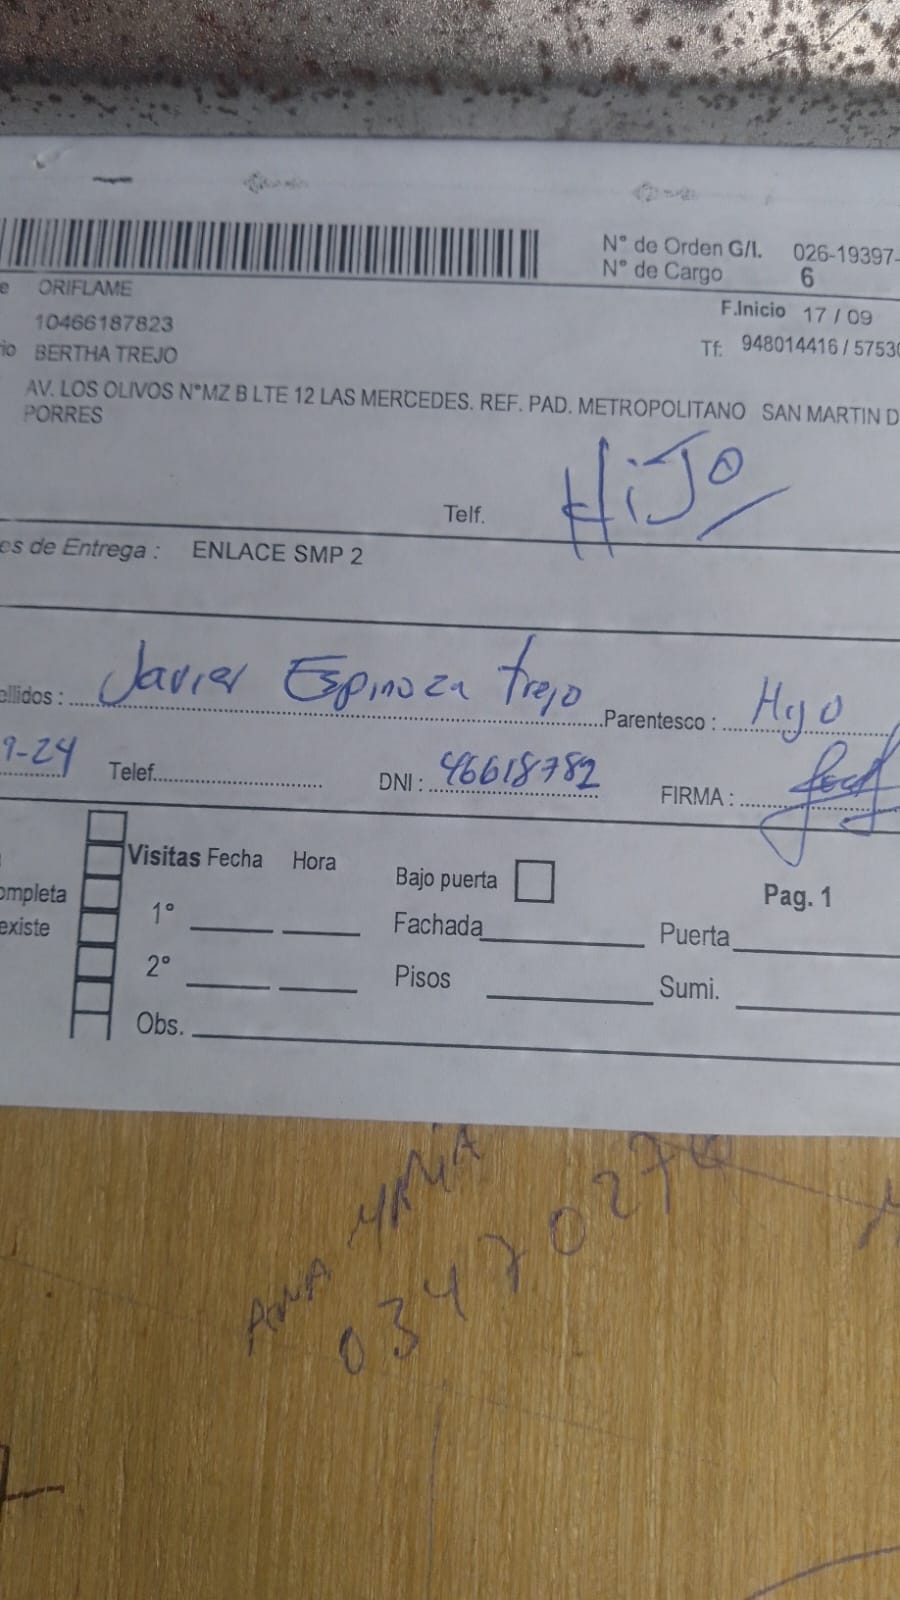 N° de Orden G/I. 026-19397-
N° de Cargo 6
e ORIFLAME
F.Inicio 17 / 09
10466187823
Tf: 948014416 / 57530
rio BERTHA TREJO
AV. LOS OLIVOS N°MZ B LTE 12 LAS MERCEDES. REF. PAD. METROPOLITANO SAN MARTIN D
PORRES
Telf. HiJo
es de Entrega : ENLACE SMP 2
ellidos : Javier Espinoza Trejo Parentesco : Hijo
9-24 Telef. DNI : 46618782 FIRMA :
Visitas Fecha Hora
Bajo puerta
Pag. 1
ompleta
1°
Fachada Puerta
existe
2°
Pisos Sumi.
Obs.
ANA MARIA
03470270